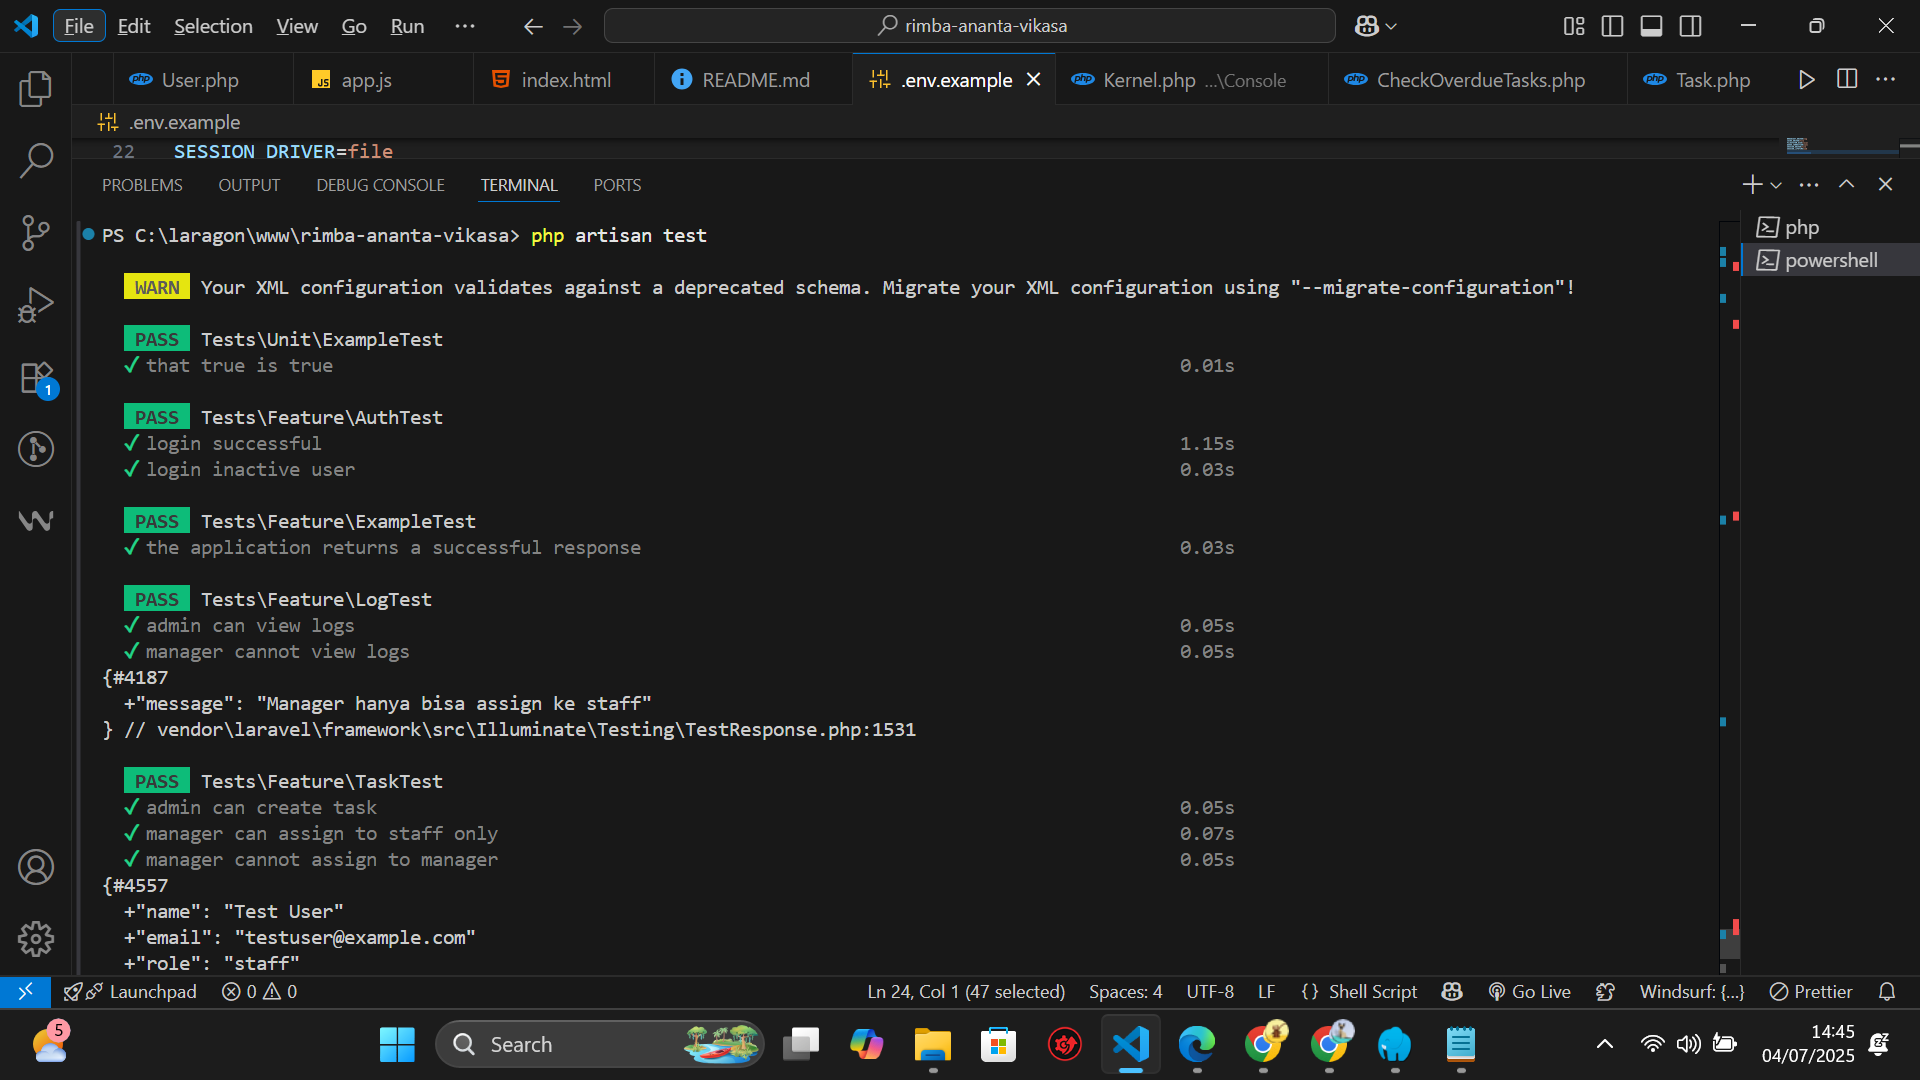 File Edit Selection View Go Run ··· rimba-ananta-vikasa
User.php app.js index.html README.md .env.example Kernel.php ...\Console CheckOverdueTasks.php Task.php
.env.example
22 SESSION_DRIVER=file
PROBLEMS OUTPUT DEBUG CONSOLE TERMINAL PORTS
PS C:\laragon\www\rimba-ananta-vikasa> php artisan test
WARN Your XML configuration validates against a deprecated schema. Migrate your XML configuration using "--migrate-configuration"!
PASS Tests\Unit\ExampleTest
✓ that true is true 0.01s
PASS Tests\Feature\AuthTest
✓ login successful 1.15s
✓ login inactive user 0.03s
PASS Tests\Feature\ExampleTest
✓ the application returns a successful response 0.03s
PASS Tests\Feature\LogTest
✓ admin can view logs 0.05s
✓ manager cannot view logs 0.05s
{#4187
+"message": "Manager hanya bisa assign ke staff"
} // vendor\laravel\framework\src\Illuminate\Testing\TestResponse.php:1531
PASS Tests\Feature\TaskTest
✓ admin can create task 0.05s
✓ manager can assign to staff only 0.07s
✓ manager cannot assign to manager 0.05s
{#4557
+"name": "Test User"
+"email": "testuser@example.com"
+"role": "staff"
php
powershell
1
Launchpad 0 0 Ln 24, Col 1 (47 selected) Spaces: 4 UTF-8 LF {} Shell Script Go Live Windsurf: {...} Prettier
5 Search 14:45
04/07/2025